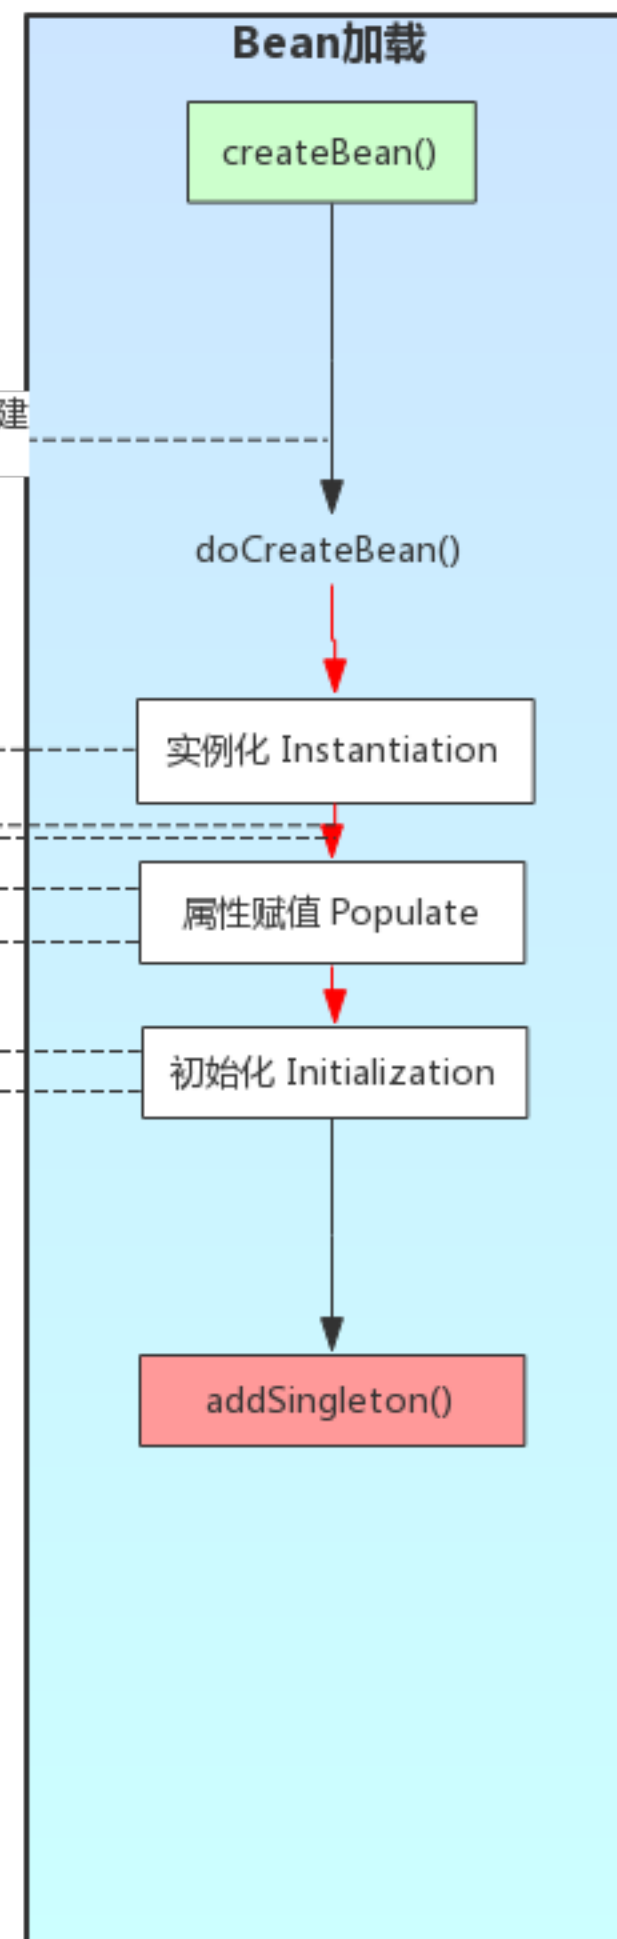 Bean加载
createBean()
建
doCreateBean()
实例化 Instantiation
属性赋值 Populate
初始化 Initialization
addSingleton()